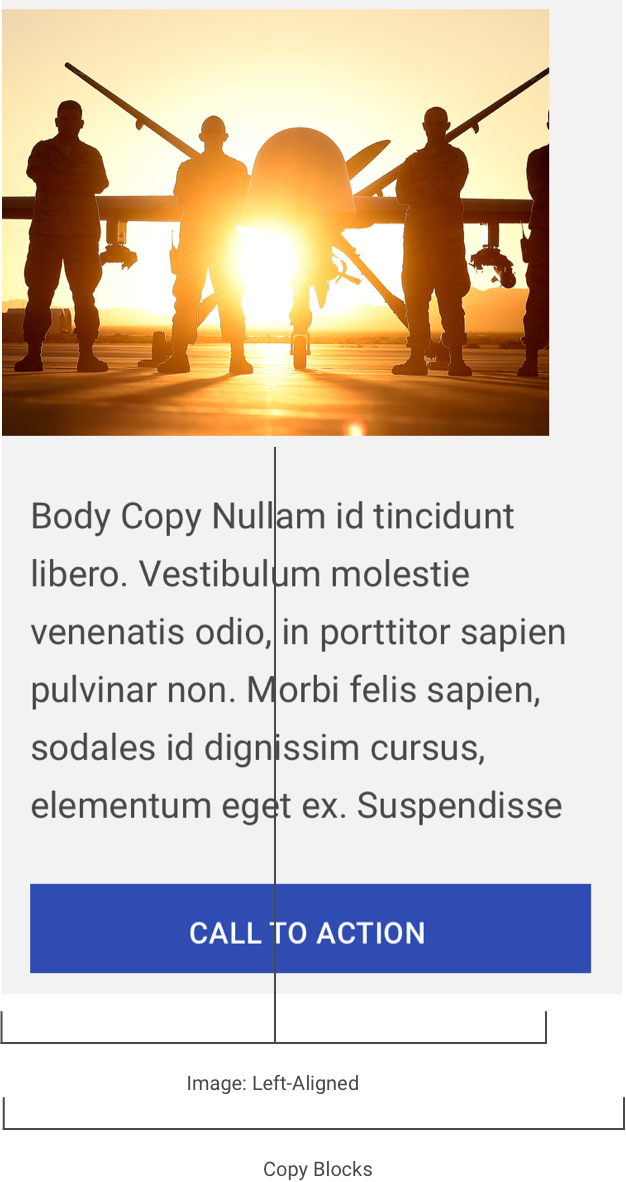 Body Copy Nullam id tincidunt
libero. Vestibulum molestie
venenatis odio, in porttitor sapien
pulvinar non. Morbi felis sapien,
sodales id dignissim cursus,
elementum eget ex. Suspendisse
CALL TO ACTION
Image: Left-Aligned
Copy Blocks